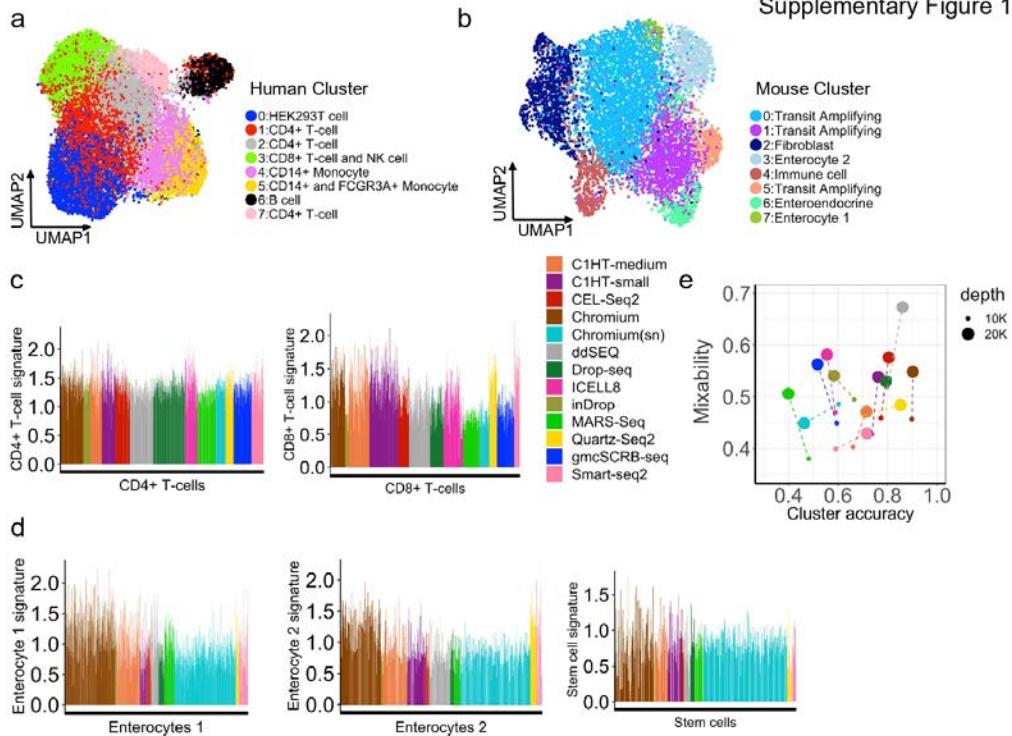 Supplementary Figure 1
a
Human Cluster
0:HEK293T cell
1:CD4+ T-cell
2:CD4+ T-cell
3:CD8+ T-cell and NK cell
4:CD14+ Monocyte
5:CD14+ and FCGR3A+ Monocyte
6:B cell
7:CD4+ T-cell
UMAP2
UMAP1
b
Mouse Cluster
0:Transit Amplifying
1:Transit Amplifying
2:Fibroblast
3:Enterocyte 2
4:Immune cell
5:Transit Amplifying
6:Enteroendocrine
7:Enterocyte 1
UMAP2
UMAP1
c
CD4+ T-cell signature
2.0
1.5
1.0
0.5
0.0
CD4+ T-cells
CD8+ T-cell signature
2.0
1.5
1.0
0.5
0.0
CD8+ T-cells
C1HT-medium
C1HT-small
CEL-Seq2
Chromium
Chromium(sn)
ddSEQ
Drop-seq
ICELL8
inDrop
MARS-Seq
Quartz-Seq2
gmcSCRB-seq
Smart-seq2
e
Mixability
0.7
0.6
0.5
0.4
0.4 0.6 0.8 1.0
Cluster accuracy
depth
10K
20K
d
Enterocyte 1 signature
2.0
1.5
1.0
0.5
0.0
Enterocytes 1
Enterocyte 2 signature
2.0
1.5
1.0
0.5
0.0
Enterocytes 2
Stem cell signature
1.5
1.0
0.5
0.0
Stem cells